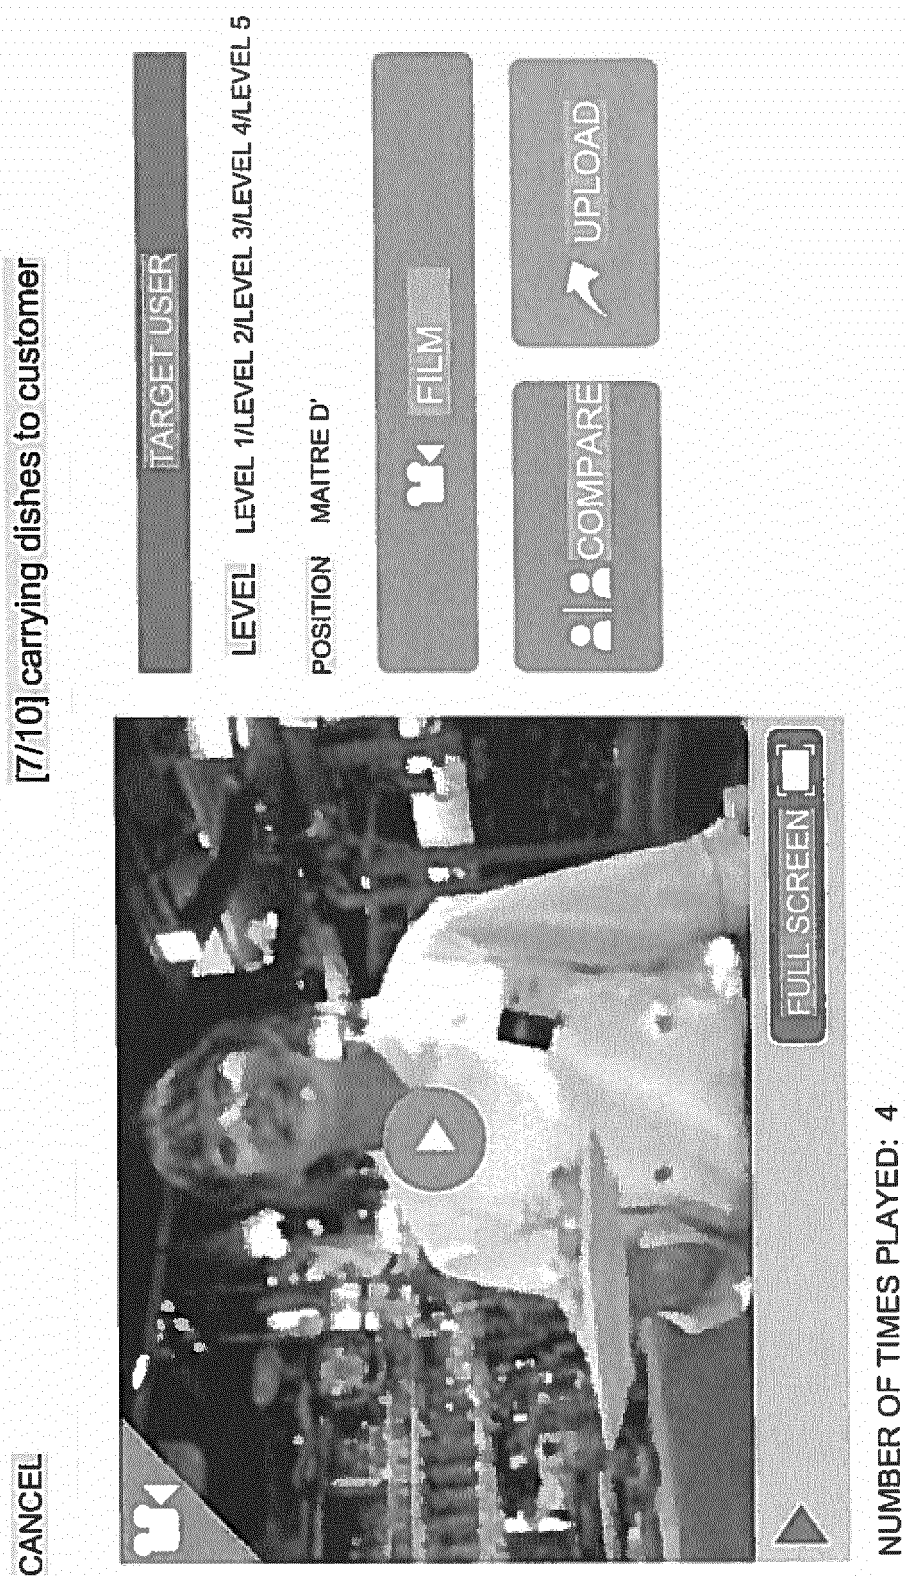 CANCEL
[7/10] carrying dishes to customer
TARGET USER
LEVEL LEVEL 1/LEVEL 2/LEVEL 3/LEVEL 4/LEVEL 5
POSITION MAITRE D'
FILM
COMPARE
UPLOAD
FULL SCREEN
NUMBER OF TIMES PLAYED: 4